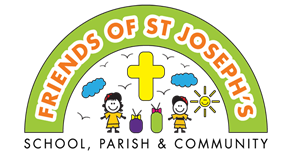 FRIENDS OF ST JOSEPH'S
SCHOOL, PARISH & COMMUNITY